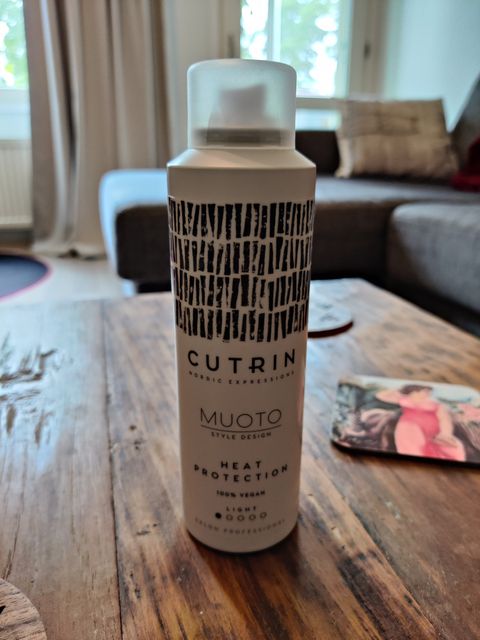 CUTRIN
NORDIC EXPRESSIONS
MUOTO
STYLE DESIGN
HEAT
PROTECTION
100% VEGAN
LIGHT
SALON PROFESSIONAL